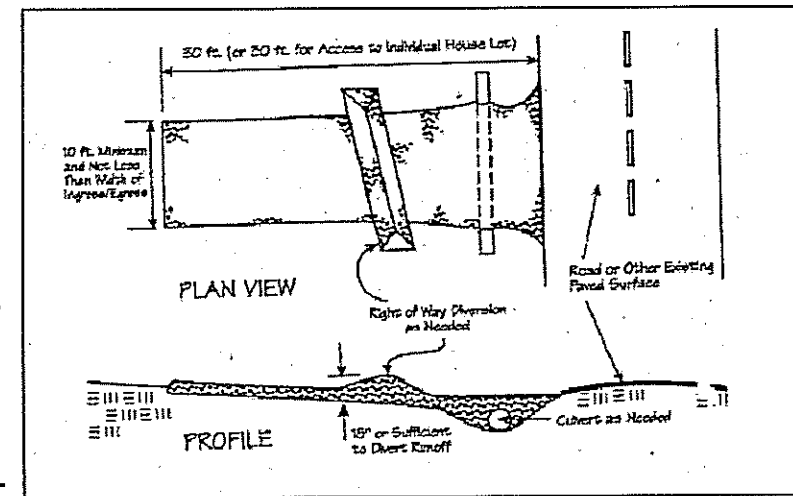 50 ft. (or 30 ft. for Access to Individual House Lot)
10 ft. Minimum
and Not Less
Than Width of
Ingress/Egress
PLAN VIEW
Right of Way Diversion
as Needed
Road or Other Existing
Paved Surface
PROFILE
18" or Sufficient
to Divert Runoff
Culvert as Needed